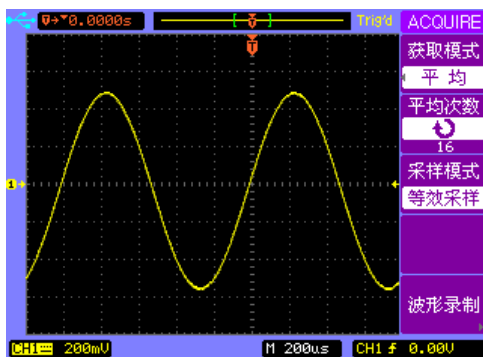 0.0000s
Trig'd
ACQUIRE
T
获取模式
平均
平均次数
16
1
采样模式
等效采样
波形录制
CH1 200mV
M 200us
CH1 0.00V